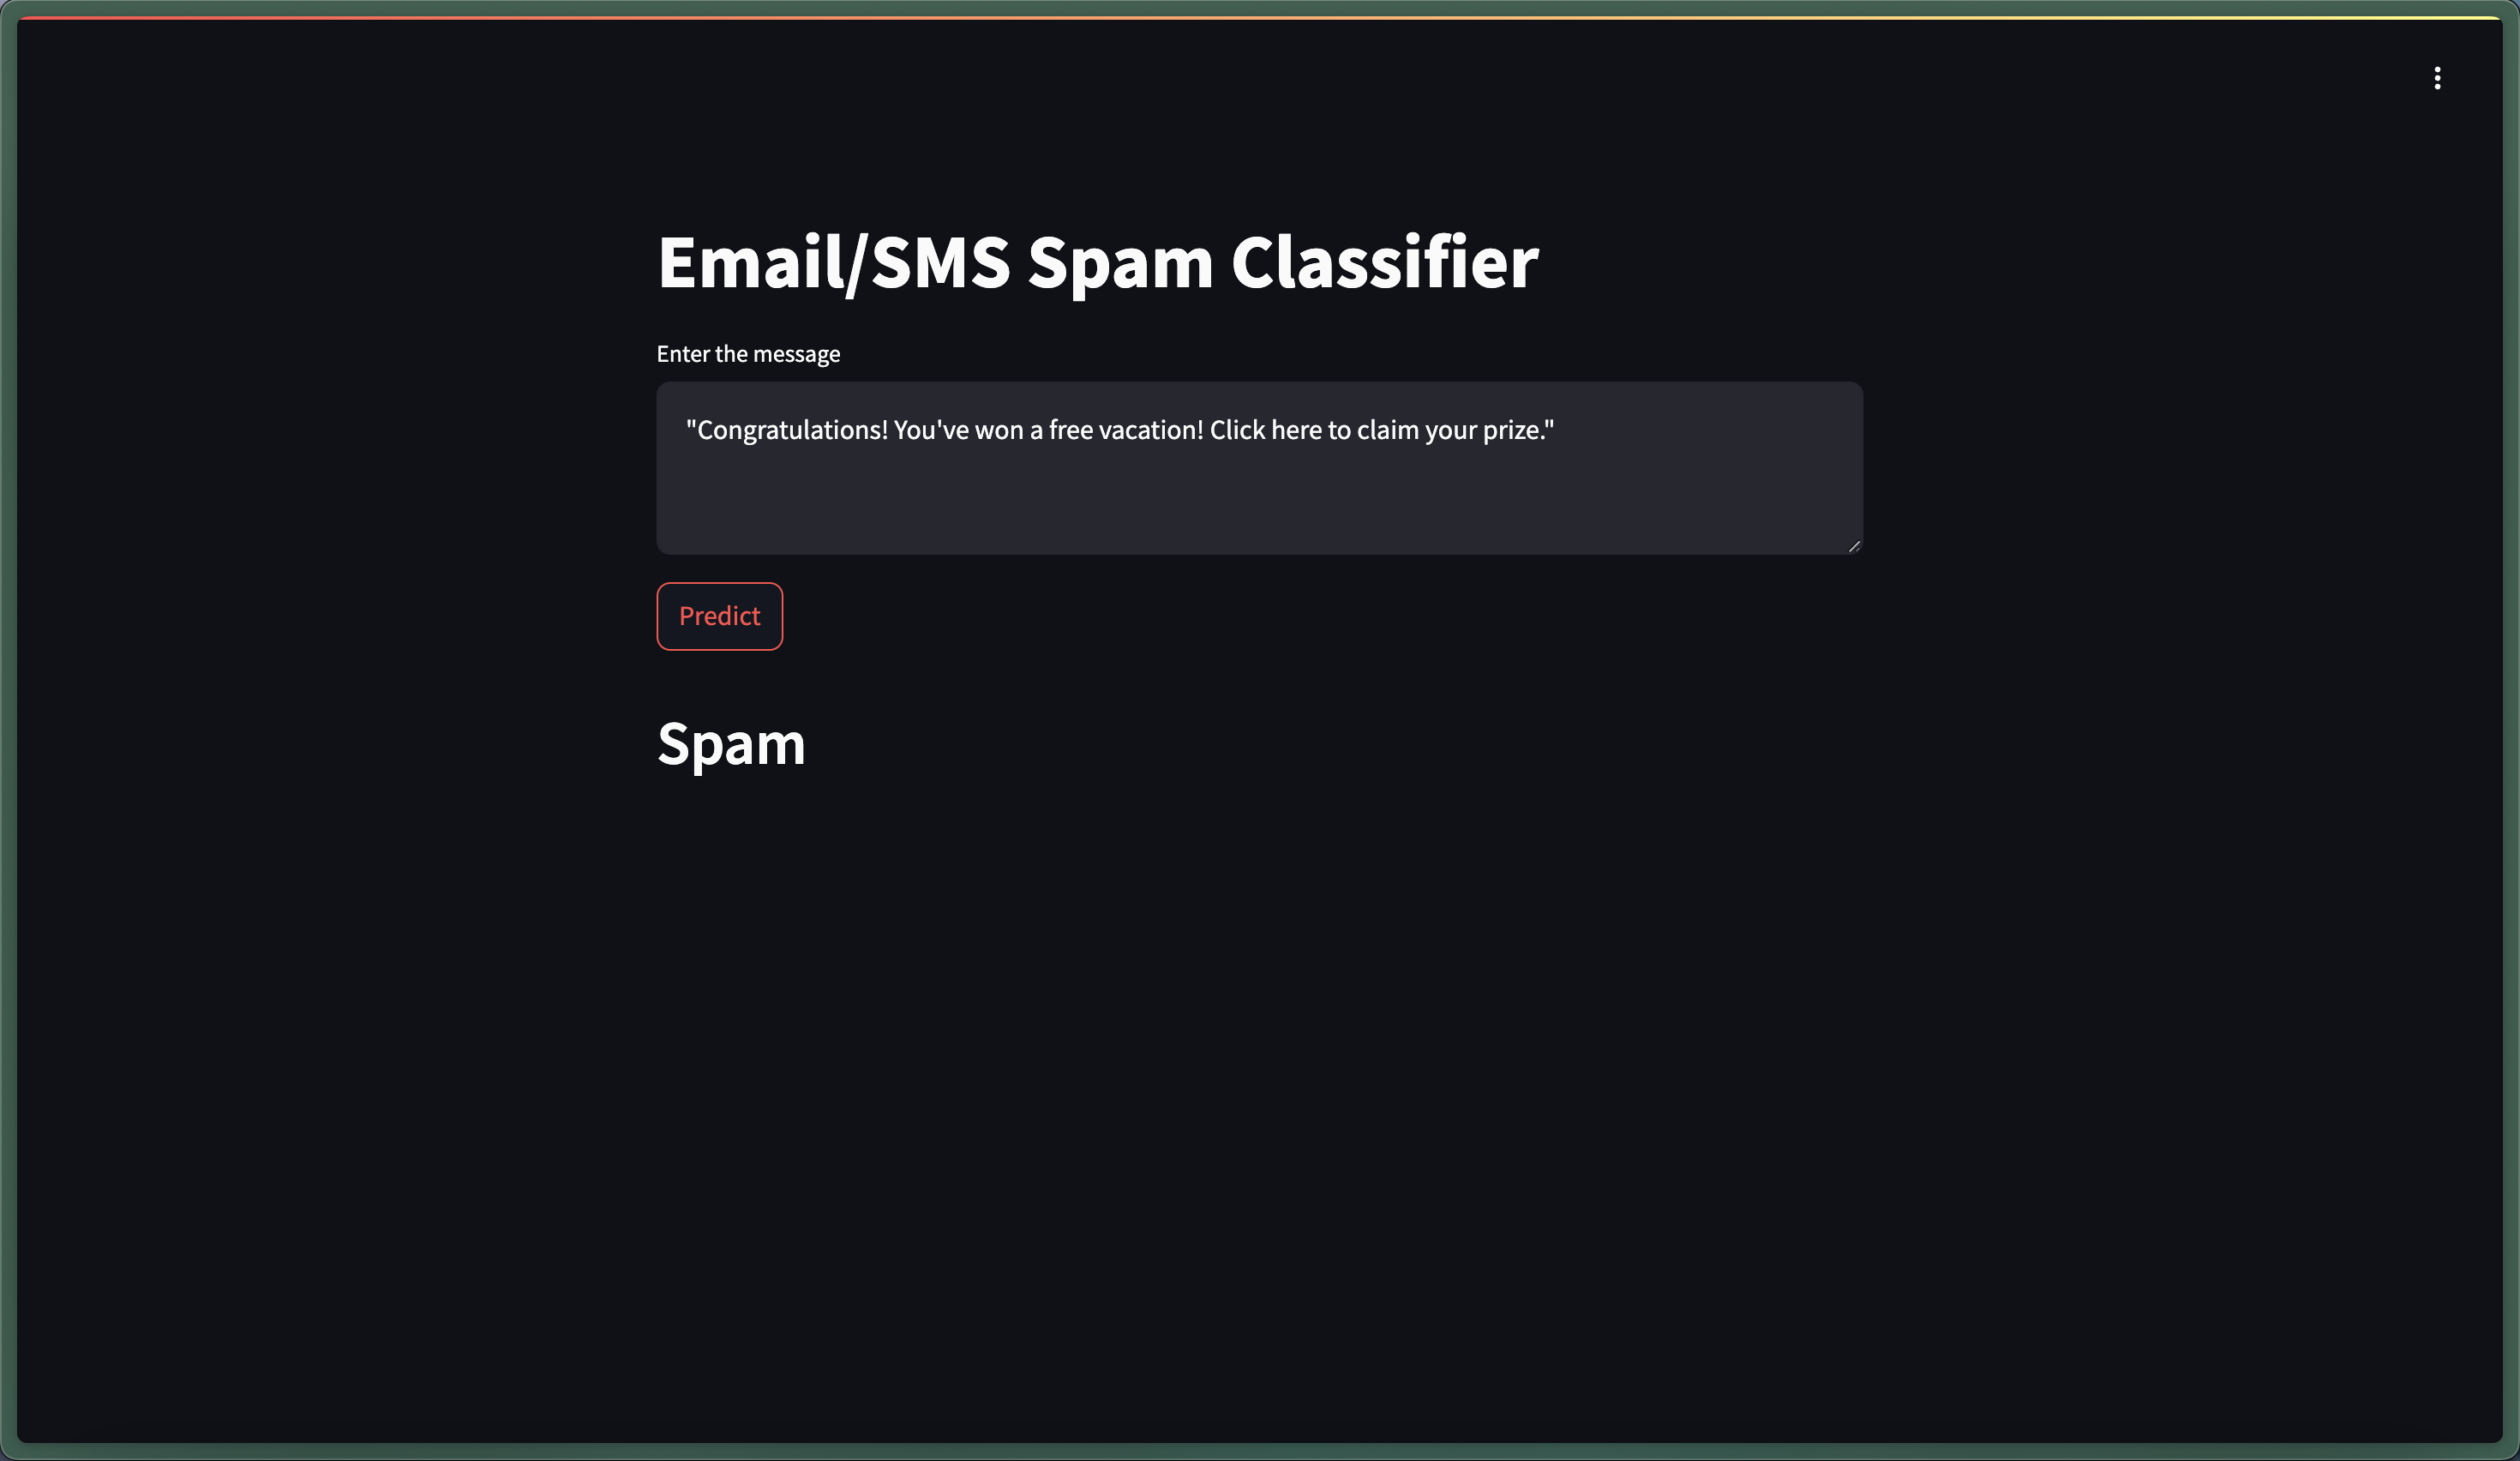 Email/SMS Spam Classifier
Enter the message
"Congratulations! You've won a free vacation! Click here to claim your prize."
Predict
Spam